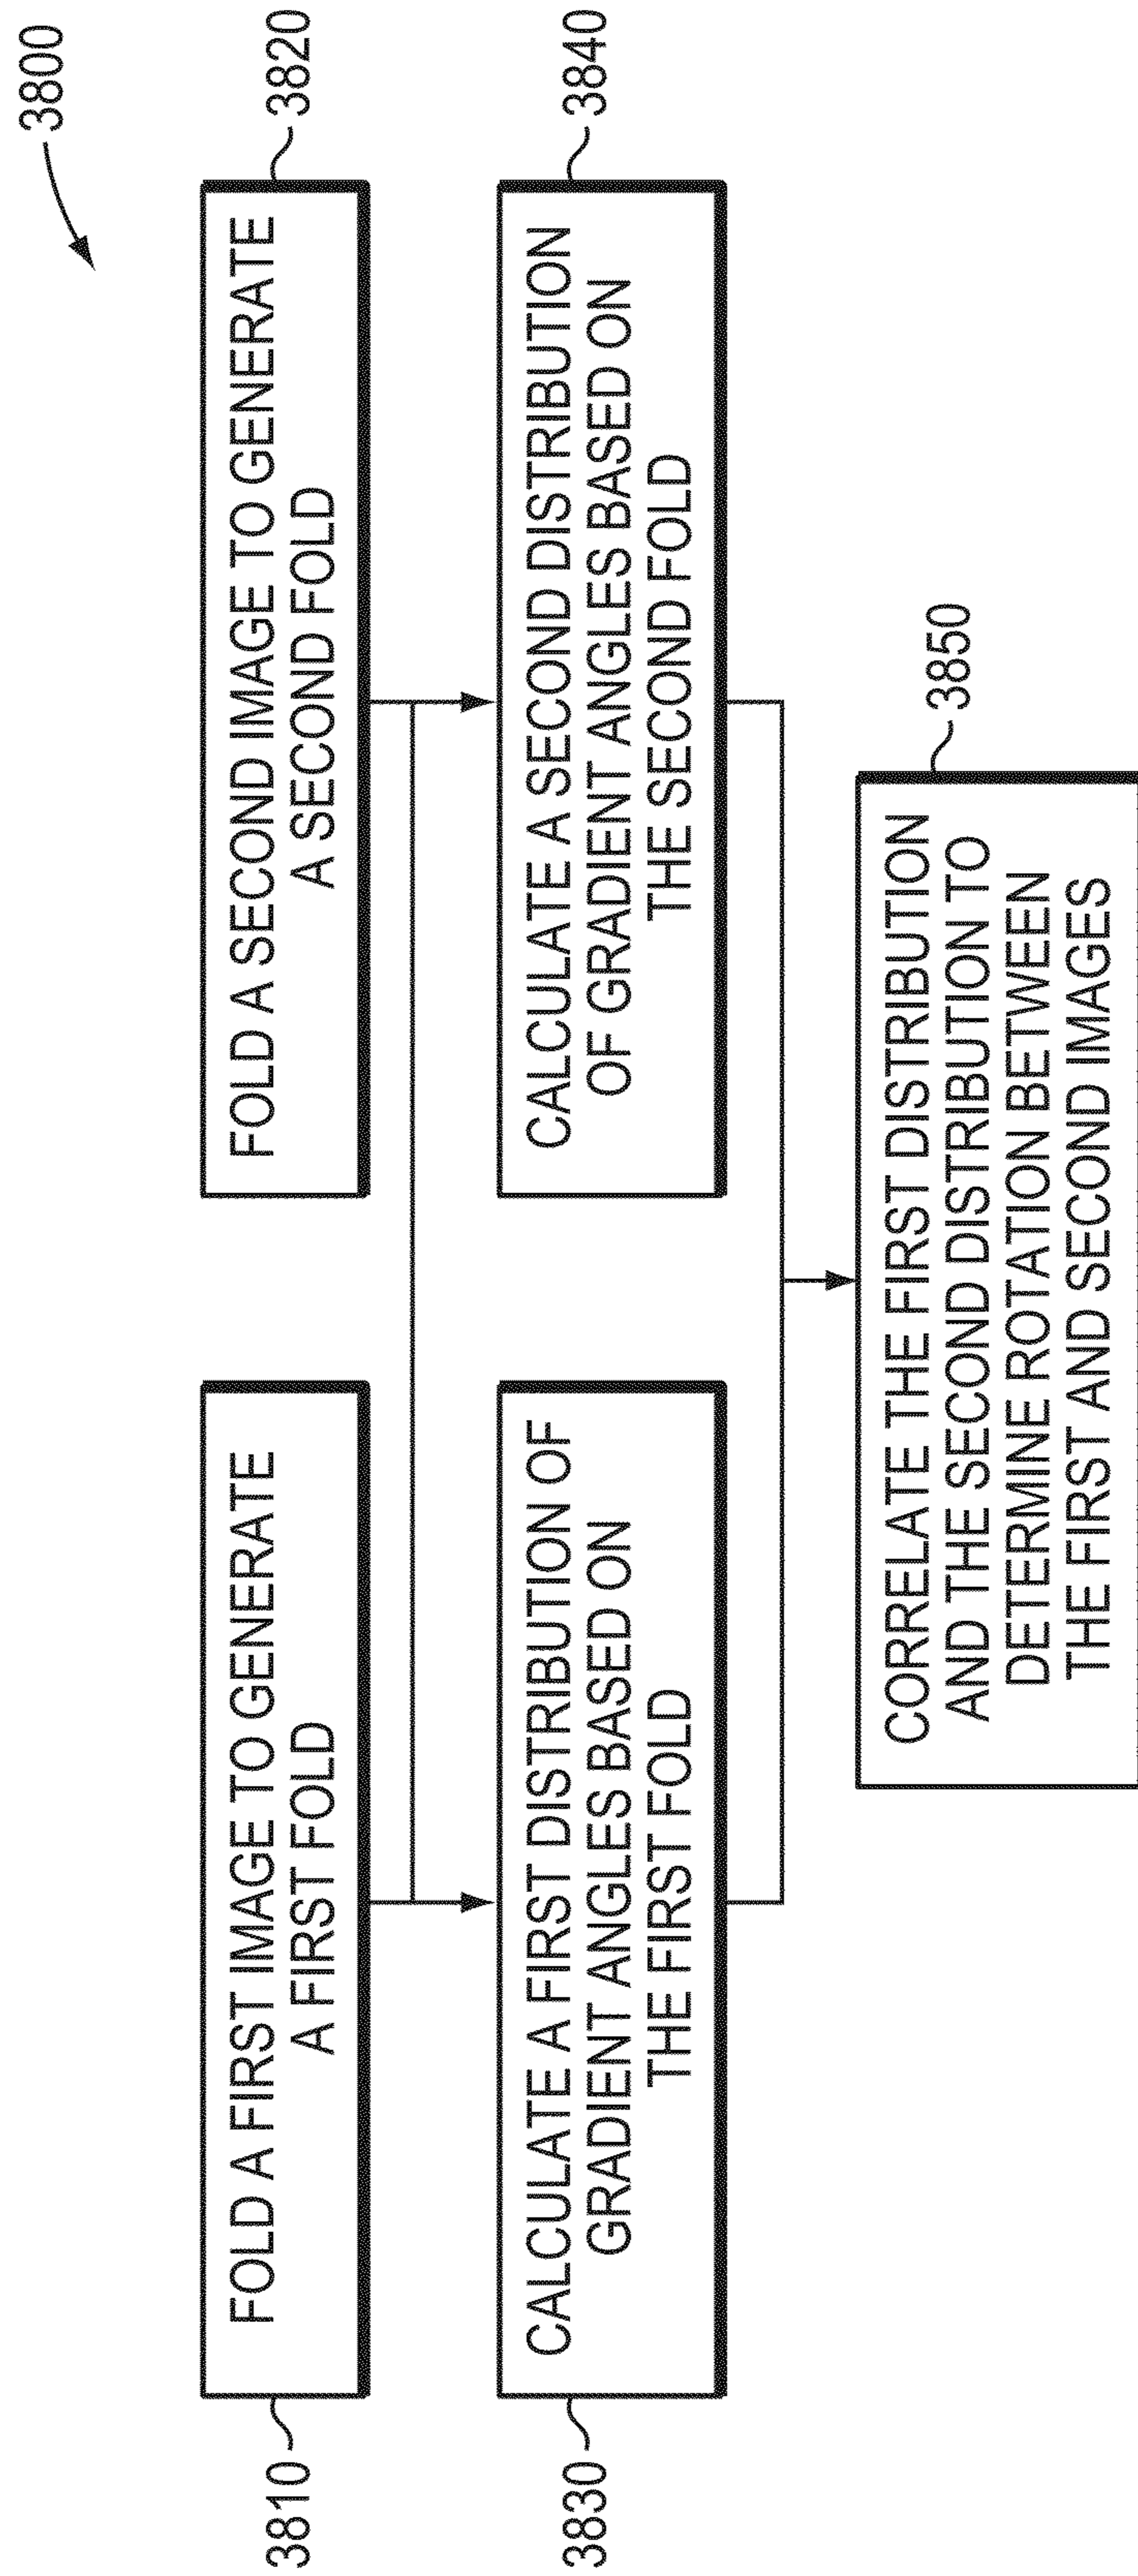 3800
3810
FOLD A FIRST IMAGE TO GENERATE
A FIRST FOLD
FOLD A SECOND IMAGE TO GENERATE
A SECOND FOLD
3820
3830
CALCULATE A FIRST DISTRIBUTION OF
GRADIENT ANGLES BASED ON
THE FIRST FOLD
CALCULATE A SECOND DISTRIBUTION
OF GRADIENT ANGLES BASED ON
THE SECOND FOLD
3840
CORRELATE THE FIRST DISTRIBUTION
AND THE SECOND DISTRIBUTION TO
DETERMINE ROTATION BETWEEN
THE FIRST AND SECOND IMAGES
3850